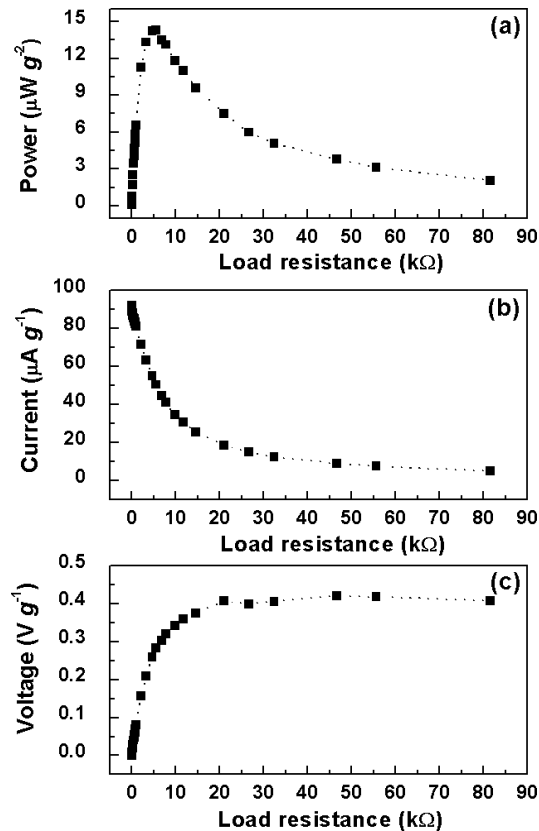 (a)
Power (μW g⁻²)
15
12
9
6
3
0
0 10 20 30 40 50 60 70 80 90
Load resistance (kΩ)
(b)
Current (μA g⁻¹)
100
80
60
40
20
0
0 10 20 30 40 50 60 70 80 90
Load resistance (kΩ)
(c)
Voltage (V g⁻¹)
0.5
0.4
0.3
0.2
0.1
0.0
0 10 20 30 40 50 60 70 80 90
Load resistance (kΩ)